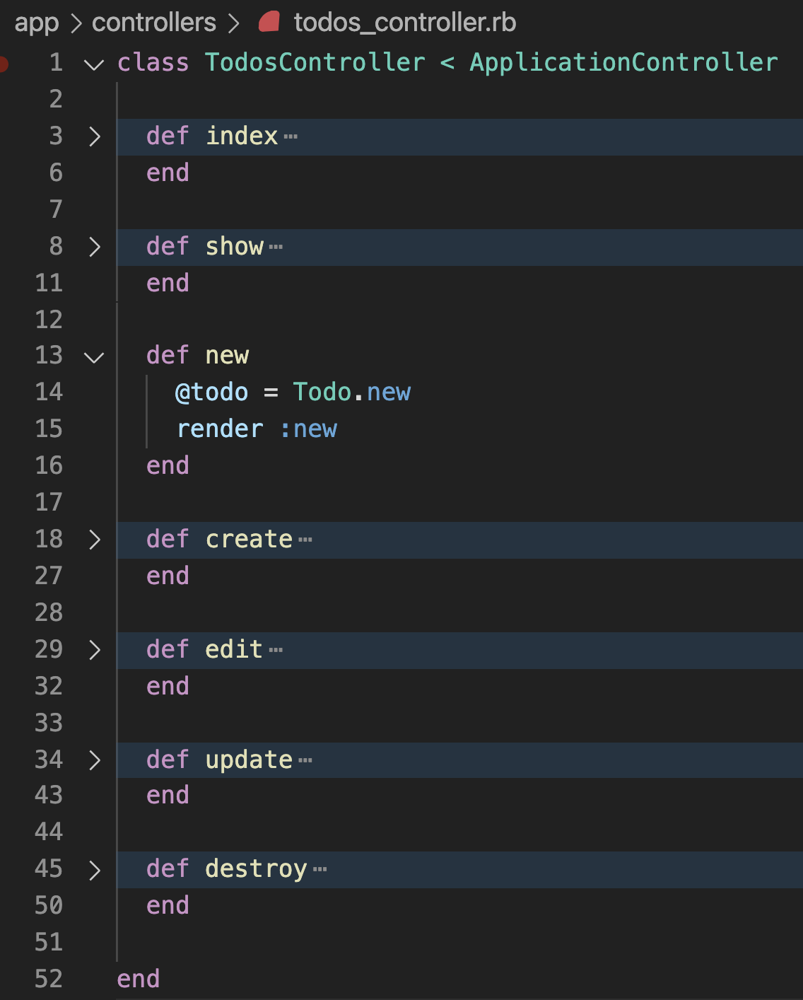 app > controllers > todos_controller.rb
1 class TodosController < ApplicationController
2
3 def index…
6 end
7
8 def show…
11 end
12
13 def new
14 @todo = Todo.new
15 render :new
16 end
17
18 def create…
27 end
28
29 def edit…
32 end
33
34 def update…
43 end
44
45 def destroy…
50 end
51
52 end